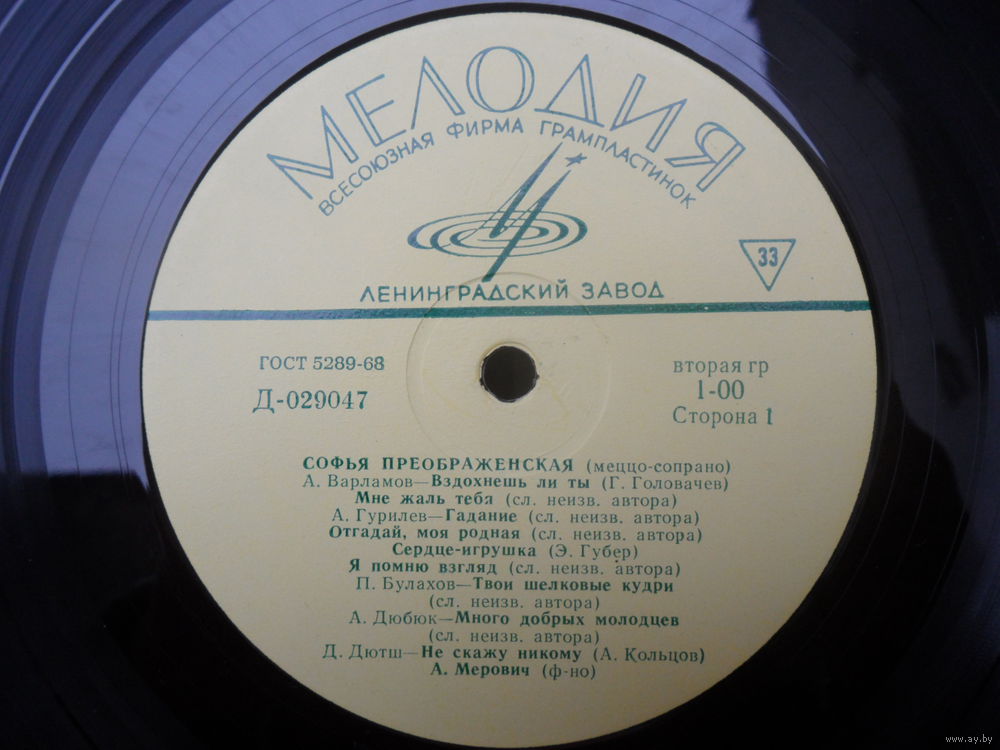 МЕЛОДИЯ
ВСЕСОЮЗНАЯ ФИРМА ГРАМПЛАСТИНОК
33
ЛЕНИНГРАДСКИЙ ЗАВОД
ГОСТ 5289-68
Д-029047
вторая гр
1-00
Сторона 1
СОФЬЯ ПРЕОБРАЖЕНСКАЯ (меццо-сопрано)
А. Варламов—Вздохнешь ли ты (Г. Головачев)
Мне жаль тебя (сл. неизв. автора)
А. Гурилев—Гадание (сл. неизв. автора)
Отгадай, моя родная (сл. неизв. автора)
Сердце-игрушка (Э. Губер)
Я помню взгляд (сл. неизв. автора)
П. Булахов—Твои шелковые кудри
(сл. неизв. автора)
А. Дюбюк—Много добрых молодцев
(сл. неизв. автора)
Д. Дютш—Не скажу никому (А. Кольцов)
А. Мерович (ф-но)
www.ay.by